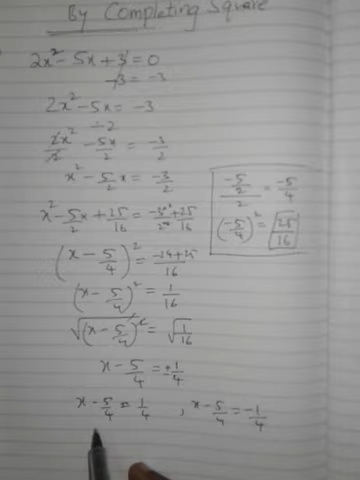 By Completing Square
2x² - 5x + 3 = 0
-3 = -3
2x² - 5x = -3
÷2
2x²/2 - 5x/2 = -3/2
x² - 5/2 x = -3/2
x² - 5/2 x + 25/16 = -3/2 + 25/16
(x - 5/4)² = -24+25/16
(x - 5/4)² = 1/16
√(x - 5/4)² = √1/16
x - 5/4 = ±1/4
x - 5/4 = 1/4 , x - 5/4 = -1/4
-5/2/2 = -5/4
(-5/4)² = 25/16